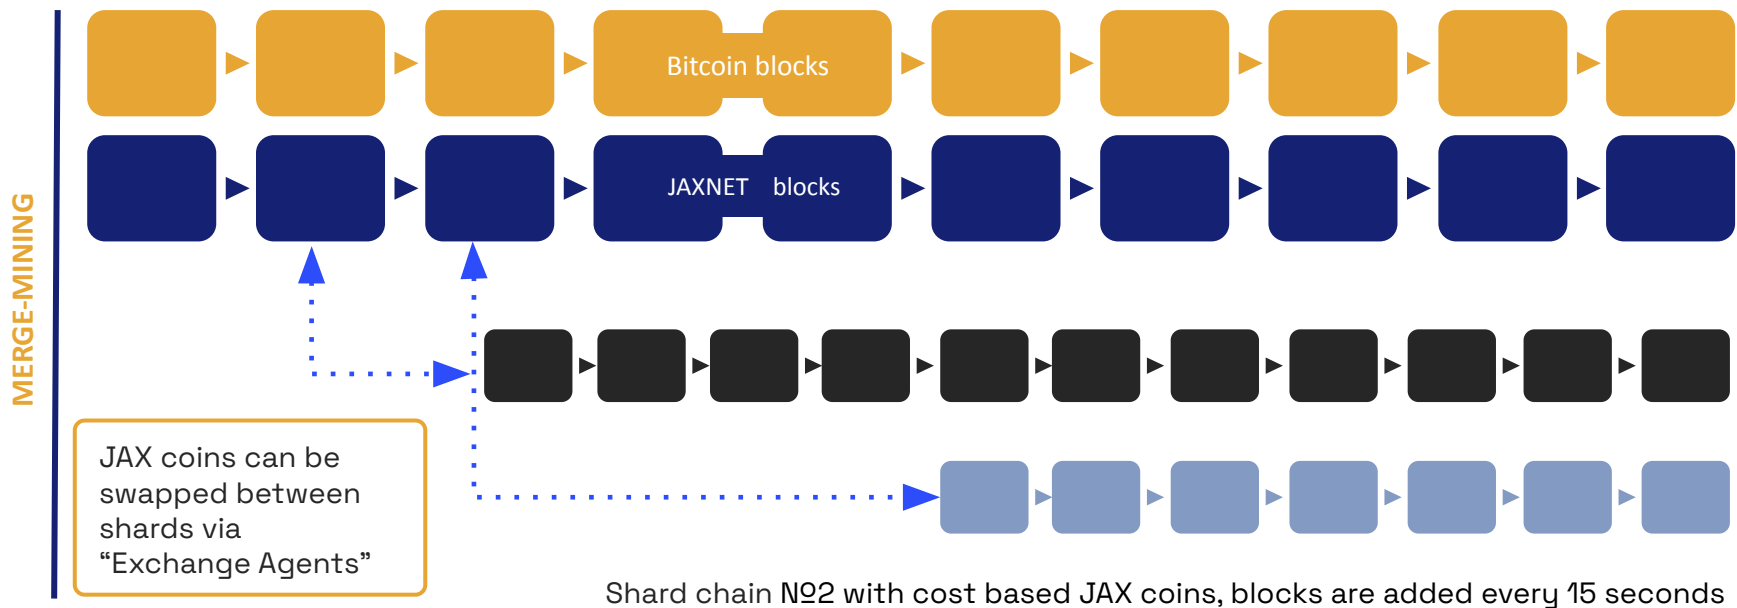 Bitcoin blocks
JAXNET blocks
MERGE-MINING
JAX coins can be
swapped between
shards via
“Exchange Agents”
Shard chain №2 with cost based JAX coins, blocks are added every 15 seconds